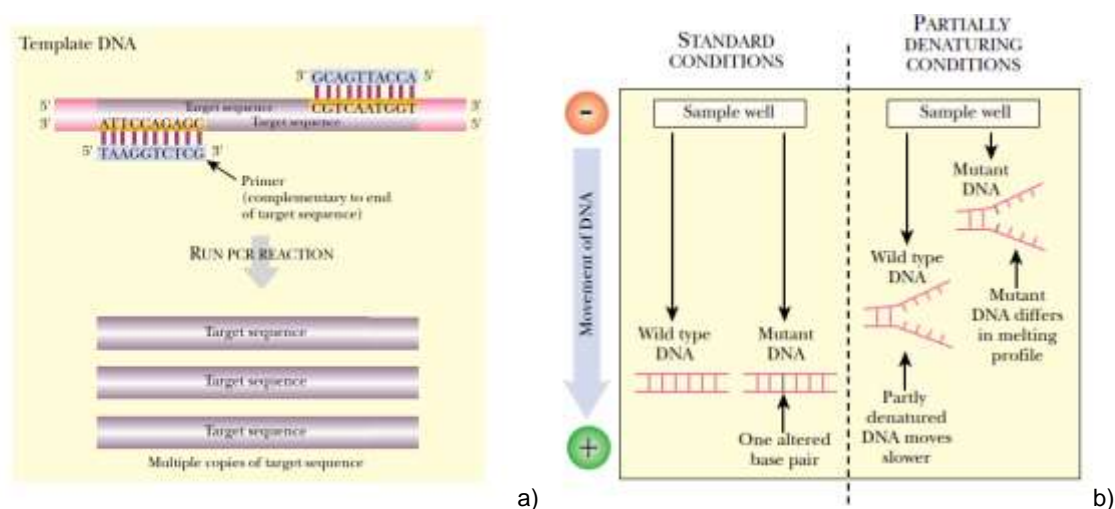 Template DNA
3' GCAGTTACCA 5'
5' Target sequence CGTCAATGGT 3'
3' ATTCCAGAGC Target sequence 5'
5' TAAGGTCTCG 3'
Primer
(complementary to end
of target sequence)
RUN PCR REACTION
Target sequence
Target sequence
Target sequence
Multiple copies of target sequence
a)
STANDARD
CONDITIONS
PARTIALLY
DENATURING
CONDITIONS
-
Movement of DNA
+
Sample well
Wild type
DNA
Mutant
DNA
One altered
base pair
Sample well
Mutant
DNA
Wild type
DNA
Mutant
DNA differs
in melting
profile
Partly
denatured
DNA moves
slower
b)